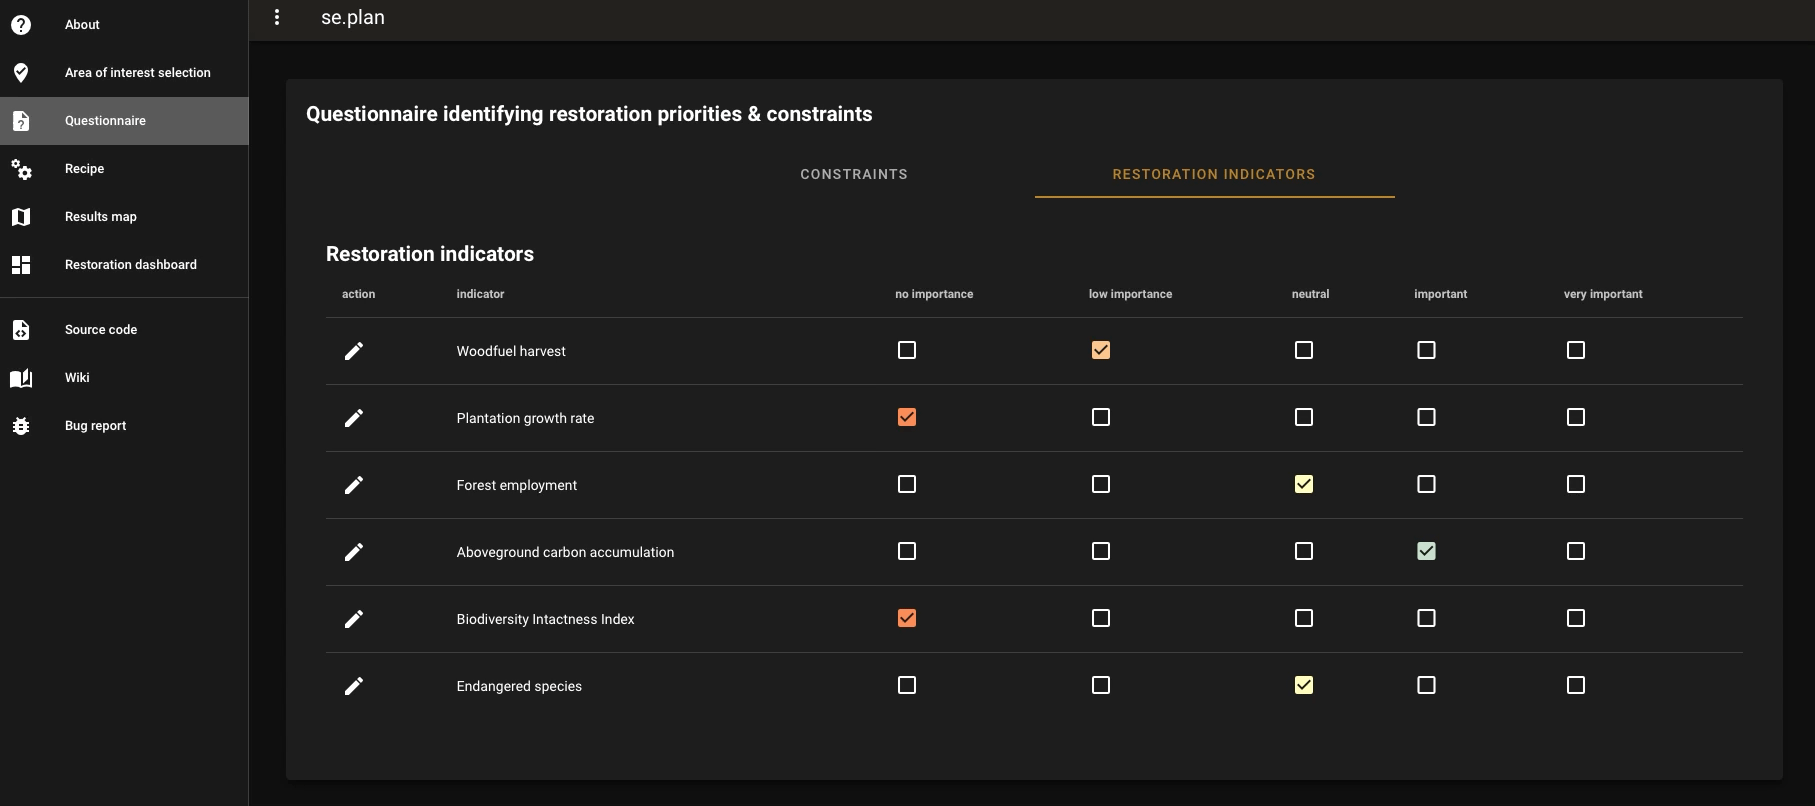 se.plan
About
Area of interest selection
Questionnaire
Recipe
Results map
Restoration dashboard
Source code
Wiki
Bug report
Questionnaire identifying restoration priorities & constraints
CONSTRAINTS RESTORATION INDICATORS
Restoration indicators
action indicator no importance low importance neutral important very important
Woodfuel harvest
Plantation growth rate
Forest employment
Aboveground carbon accumulation
Biodiversity Intactness Index
Endangered species